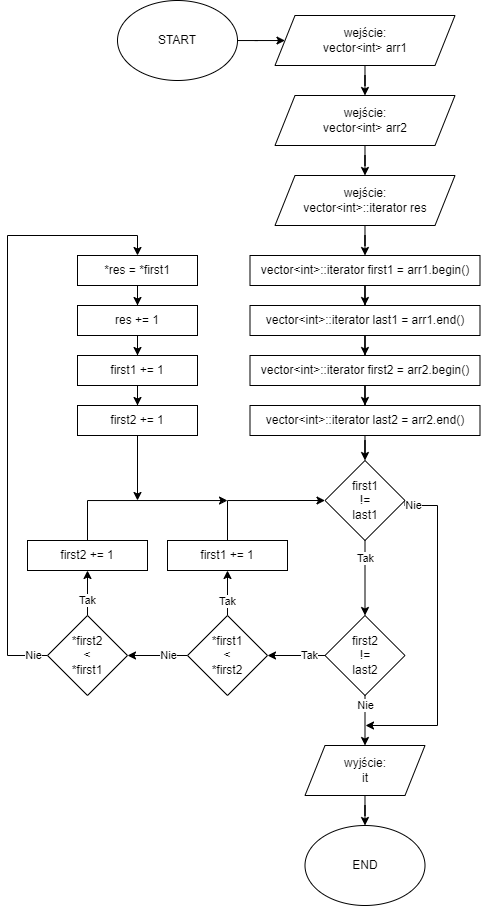 START
wejście:
vector<int> arr1
wejście:
vector<int> arr2
wejście:
vector<int>::iterator res
*res = *first1
vector<int>::iterator first1 = arr1.begin()
res += 1
vector<int>::iterator last1 = arr1.end()
first1 += 1
vector<int>::iterator first2 = arr2.begin()
first2 += 1
vector<int>::iterator last2 = arr2.end()
first1
!=
last1
Nie
first2 += 1
first1 += 1
Tak
Tak
Tak
*first2
<
*first1
Nie
*first1
<
*first2
Nie
Tak
first2
!=
last2
Nie
wyjście:
it
END